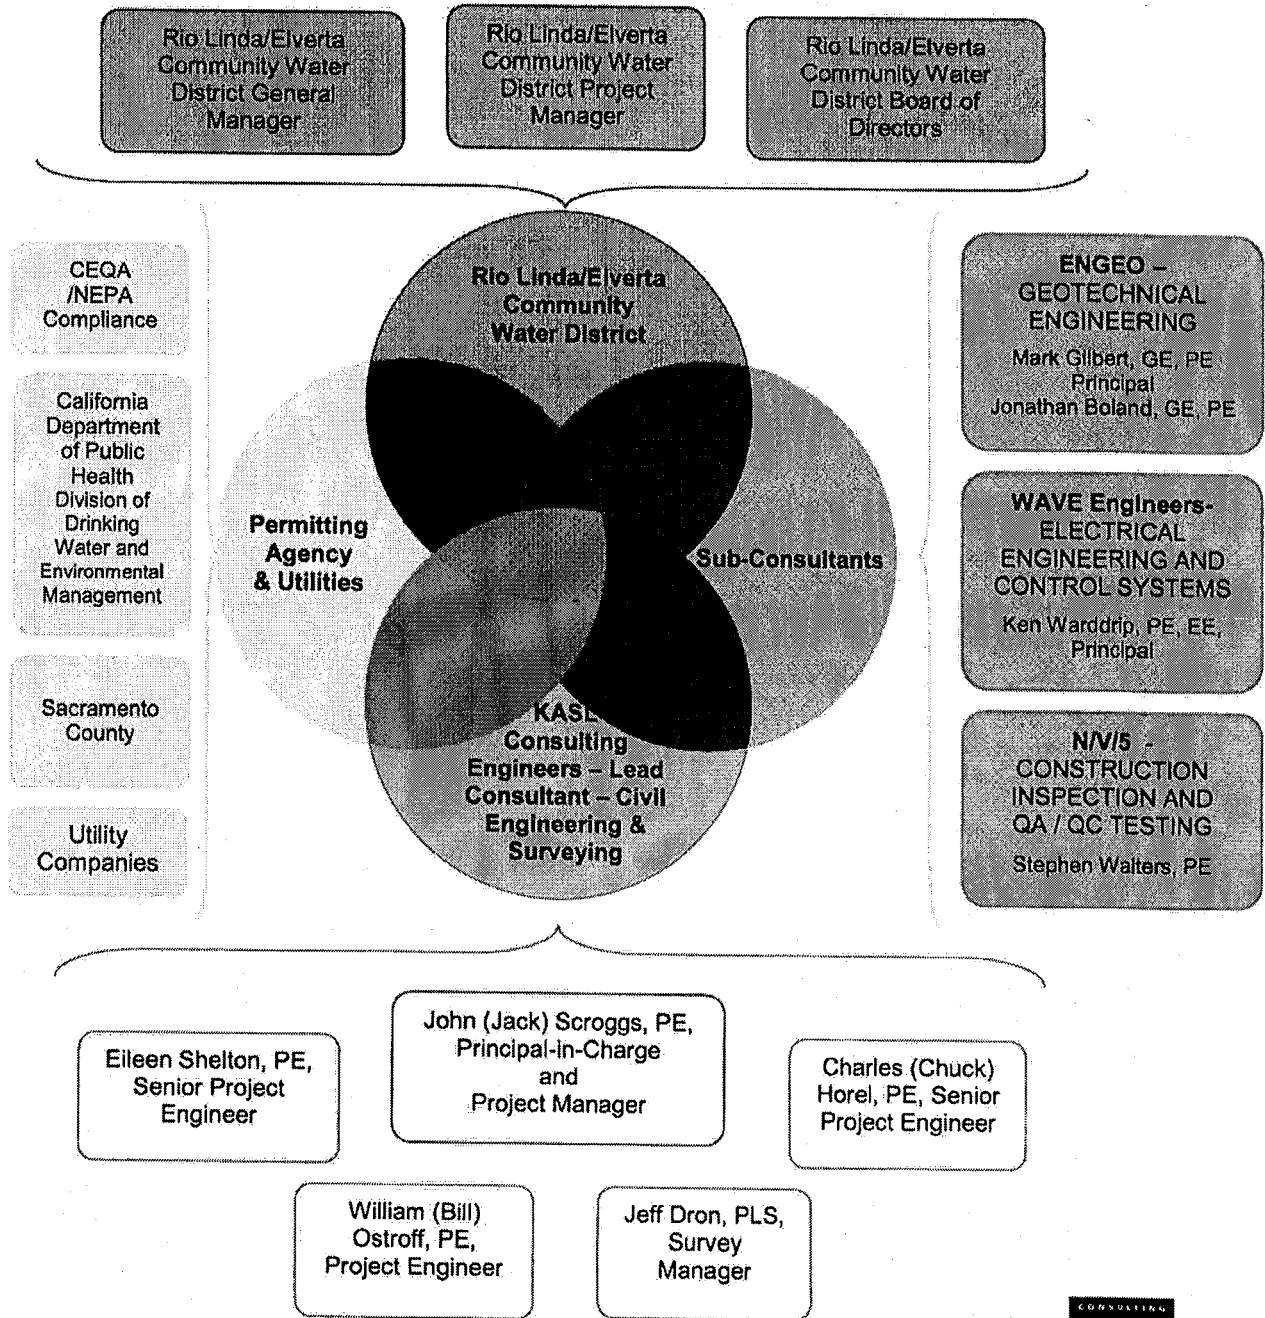 Rio Linda/Elverta
Community Water
District General
Manager
Rio Linda/Elverta
Community Water
District Project
Manager
Rio Linda/Elverta
Community Water
District Board of
Directors
CEQA
/NEPA
Compliance
California
Department
of Public
Health
Division of
Drinking
Water and
Environmental
Management
Sacramento
County
Utility
Companies
Rio Linda/Elverta
Community
Water District
Permitting
Agency
& Utilities
Sub-Consultants
KASL
Consulting
Engineers – Lead
Consultant – Civil
Engineering &
Surveying
ENGEO –
GEOTECHNICAL
ENGINEERING
Mark Gilbert, GE, PE
Principal
Jonathan Boland, GE, PE
WAVE Engineers-
ELECTRICAL
ENGINEERING AND
CONTROL SYSTEMS
Ken Warddrip, PE, EE,
Principal
N/V/5 -
CONSTRUCTION
INSPECTION AND
QA / QC TESTING
Stephen Walters, PE
Eileen Shelton, PE,
Senior Project
Engineer
John (Jack) Scroggs, PE,
Principal-in-Charge
and
Project Manager
Charles (Chuck)
Horel, PE, Senior
Project Engineer
William (Bill)
Ostroff, PE,
Project Engineer
Jeff Dron, PLS,
Survey
Manager
CONSULTING